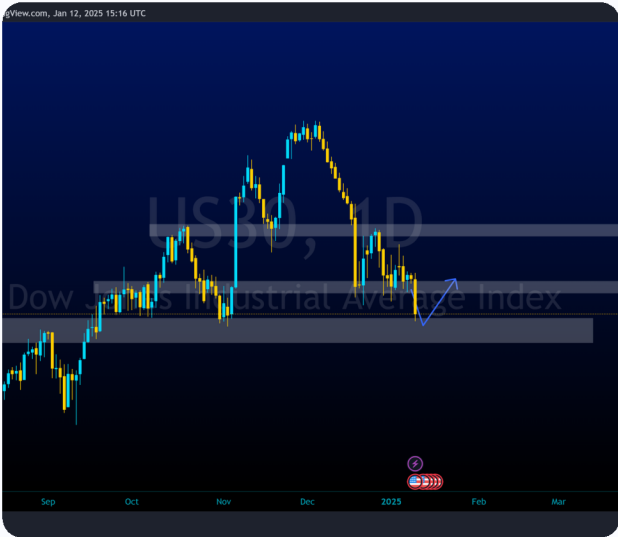 gView.com, Jan 12, 2025 15:16 UTC
US30, 1D
Dow Jones Industrial Average Index
Sep Oct Nov Dec 2025 Feb Mar